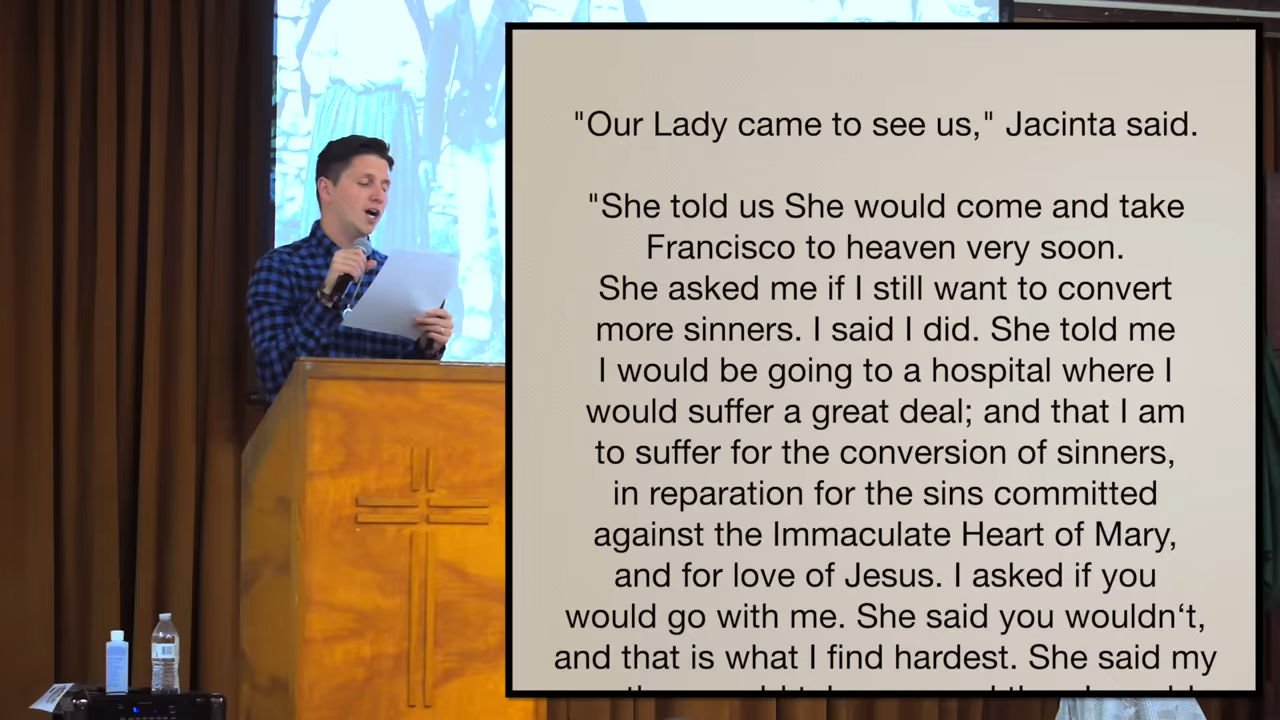 "Our Lady came to see us," Jacinta said.
"She told us She would come and take
Francisco to heaven very soon.
She asked me if I still want to convert
more sinners. I said I did. She told me
I would be going to a hospital where I
would suffer a great deal; and that I am
to suffer for the conversion of sinners,
in reparation for the sins committed
against the Immaculate Heart of Mary,
and for love of Jesus. I asked if you
would go with me. She said you wouldn‘t,
and that is what I find hardest. She said my